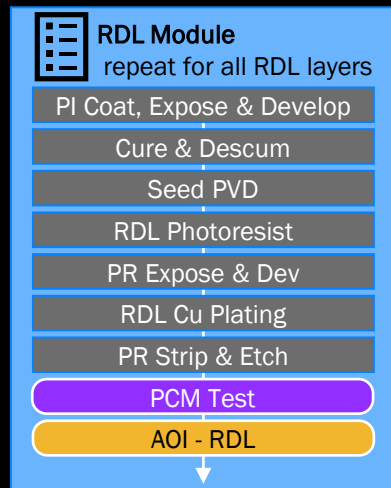 RDL Module
repeat for all RDL layers
PI Coat, Expose & Develop
Cure & Descum
Seed PVD
RDL Photoresist
PR Expose & Dev
RDL Cu Plating
PR Strip & Etch
PCM Test
AOI - RDL